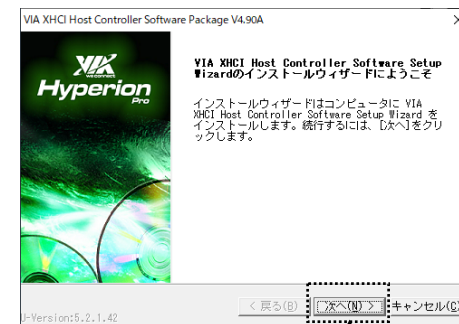 VIA XHCI Host Controller Software Package V4.90A
VIA
we connect
Hyperion
Pro
VIA XHCI Host Controller Software Setup
Wizardのインストールウィザードにようこそ
インストールウィザードはコンピュータに VIA
XHCI Host Controller Software Setup Wizard を
インストールします。続行するには、[次へ]をクリ
ックします。
U-Version:5.2.1.42
< 戻る(B)
次へ(N) >
キャンセル(C)